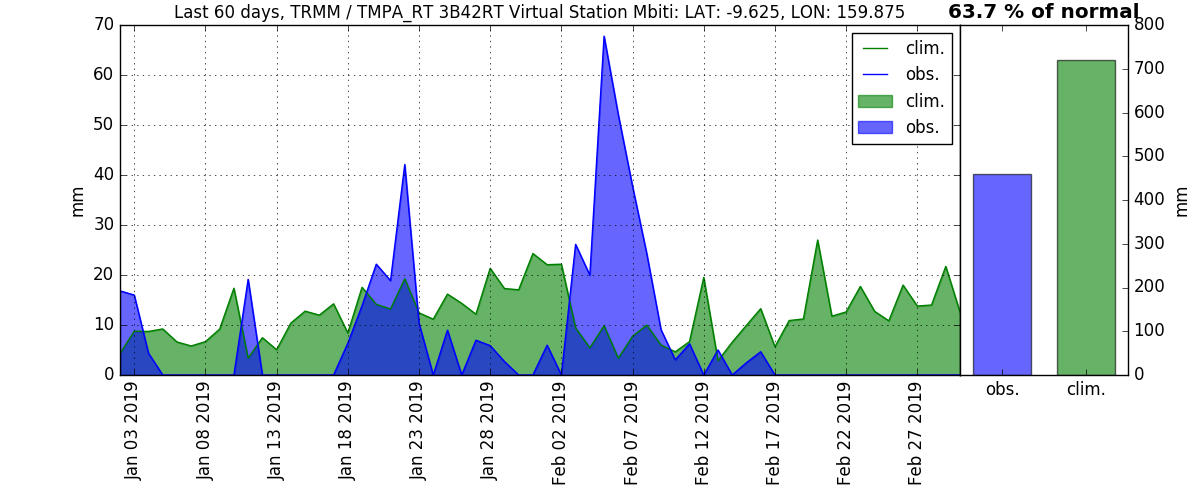 Last 60 days, TRMM / TMPA_RT 3B42RT Virtual Station Mbiti: LAT: -9.625, LON: 159.875
63.7 % of normal
70
60
50
40
30
20
10
0
mm
clim.
obs.
clim.
obs.
Jan 03 2019
Jan 08 2019
Jan 13 2019
Jan 18 2019
Jan 23 2019
Jan 28 2019
Feb 02 2019
Feb 07 2019
Feb 12 2019
Feb 17 2019
Feb 22 2019
Feb 27 2019
800
700
600
500
400
300
200
100
0
mm
obs.
clim.